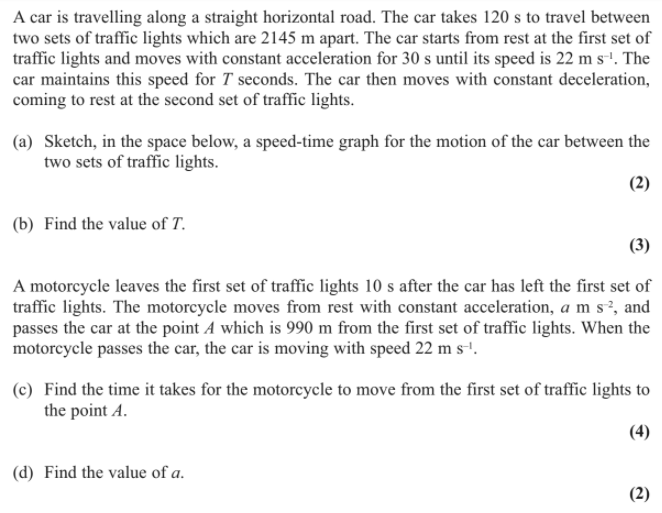 A car is travelling along a straight horizontal road. The car takes 120 s to travel between
two sets of traffic lights which are 2145 m apart. The car starts from rest at the first set of
traffic lights and moves with constant acceleration for 30 s until its speed is 22 m s⁻¹. The
car maintains this speed for T seconds. The car then moves with constant deceleration,
coming to rest at the second set of traffic lights.
(a) Sketch, in the space below, a speed-time graph for the motion of the car between the
two sets of traffic lights.
(2)
(b) Find the value of T.
(3)
A motorcycle leaves the first set of traffic lights 10 s after the car has left the first set of
traffic lights. The motorcycle moves from rest with constant acceleration, a m s⁻², and
passes the car at the point A which is 990 m from the first set of traffic lights. When the
motorcycle passes the car, the car is moving with speed 22 m s⁻¹.
(c) Find the time it takes for the motorcycle to move from the first set of traffic lights to
the point A.
(4)
(d) Find the value of a.
(2)